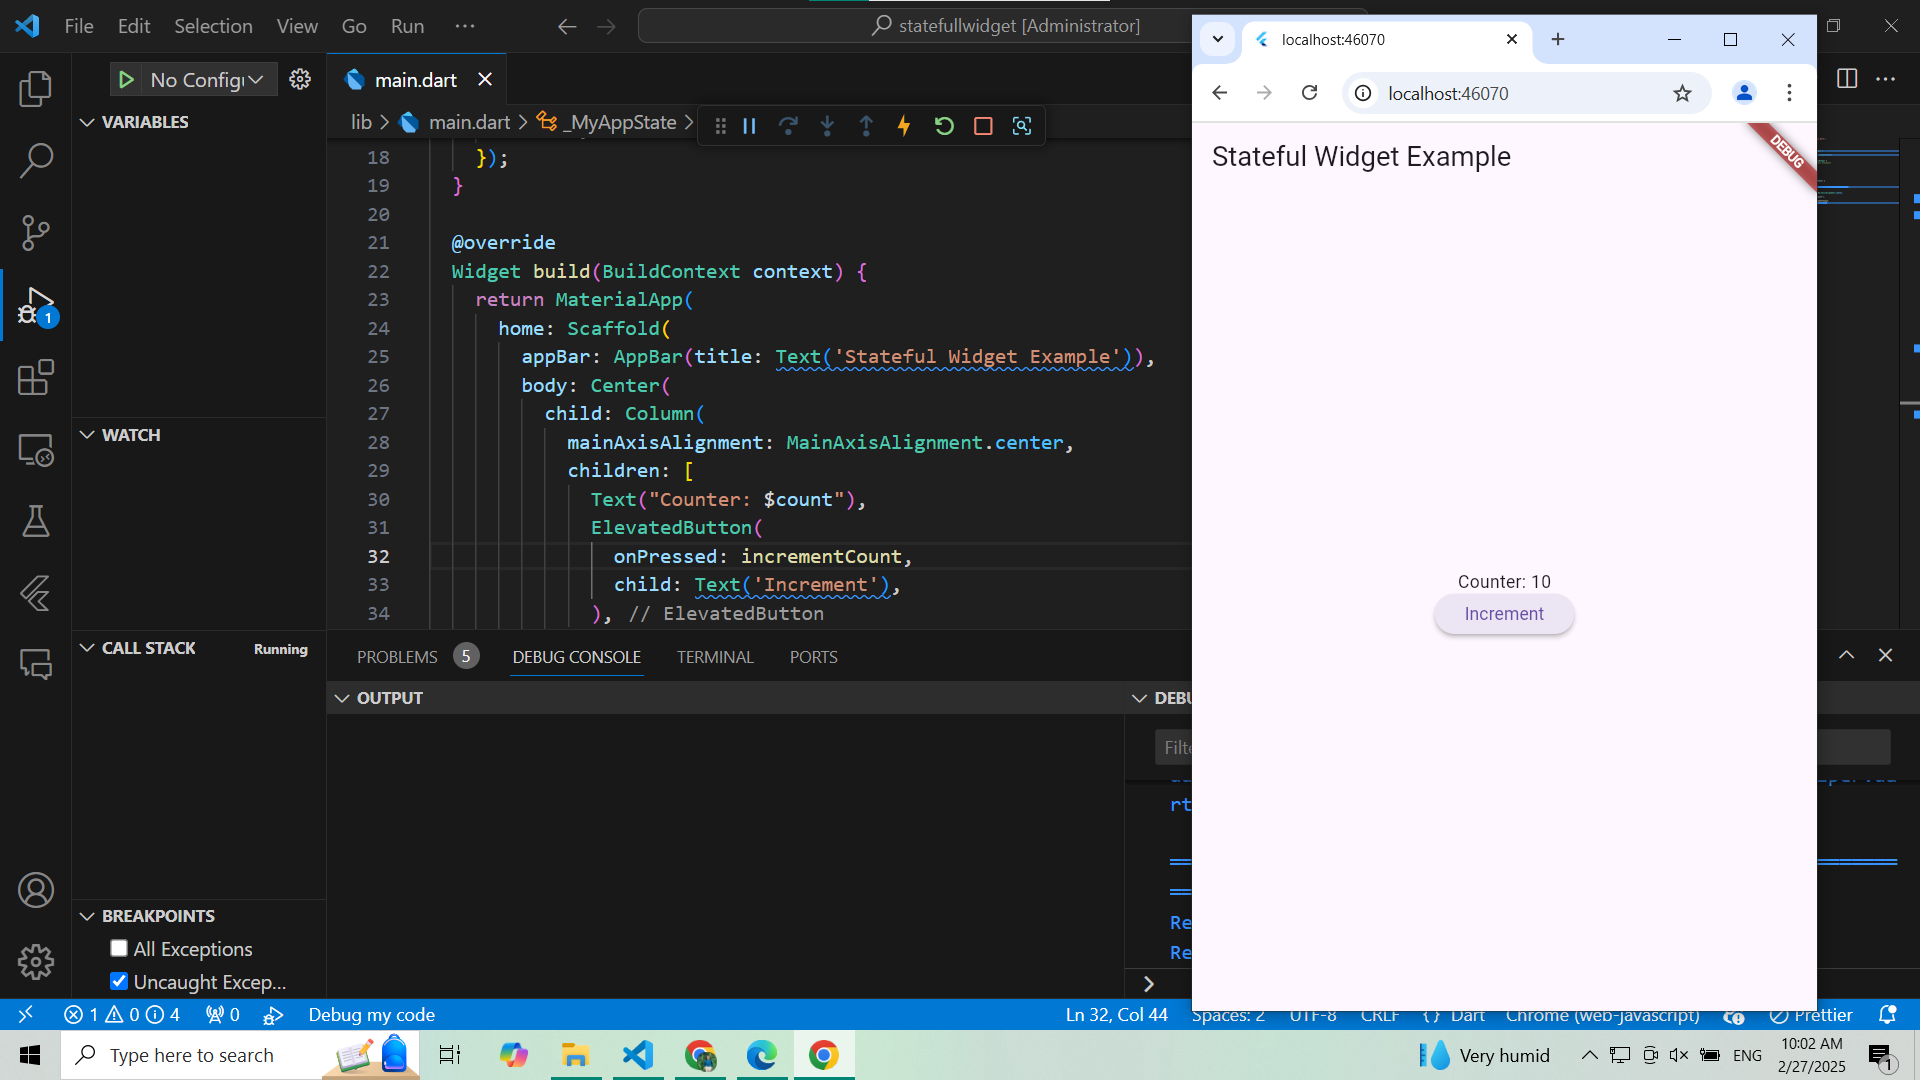 File Edit Selection View Go Run ···
statefullwidget [Administrator]
No Config
main.dart
lib > main.dart > _MyAppState >
VARIABLES
WATCH
CALL STACK Running
BREAKPOINTS
All Exceptions
Uncaught Excep...
1
18 });
19 }
20
21 @override
22 Widget build(BuildContext context) {
23 return MaterialApp(
24 home: Scaffold(
25 appBar: AppBar(title: Text('Stateful Widget Example')),
26 body: Center(
27 child: Column(
28 mainAxisAlignment: MainAxisAlignment.center,
29 children: [
30 Text("Counter: $count"),
31 ElevatedButton(
32 onPressed: incrementCount,
33 child: Text('Increment'),
34 ), // ElevatedButton
PROBLEMS 5 DEBUG CONSOLE TERMINAL PORTS
OUTPUT
DEBU
Filte
rt
Re
Re
localhost:46070
localhost:46070
Stateful Widget Example
DEBUG
Counter: 10
Increment
1 0 4 0 Debug my code Ln 32, Col 44 Spaces: 2 UTF-8 CRLF {} Dart Chrome (web-javascript) Prettier
Type here to search
Very humid
ENG
10:02 AM
2/27/2025
1